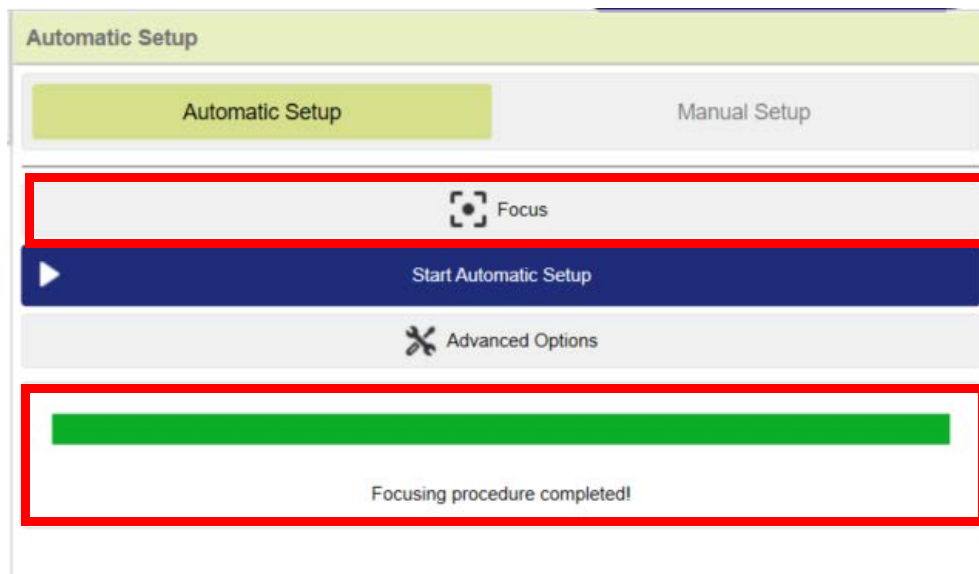 Automatic Setup
Automatic Setup Manual Setup
Focus
Start Automatic Setup
Advanced Options
Focusing procedure completed!